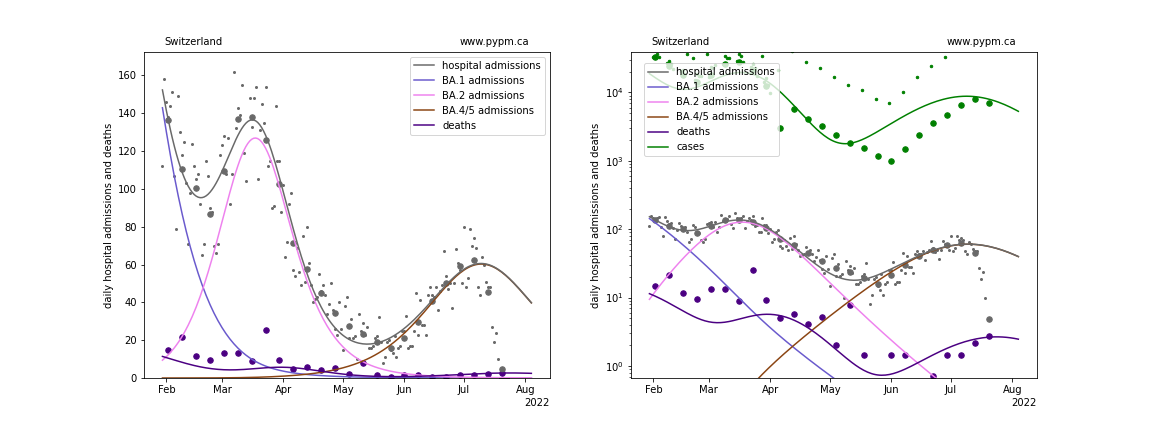 Switzerland www.pypm.ca
daily hospital admissions and deaths
160
140
120
100
80
60
40
20
0
hospital admissions
BA.1 admissions
BA.2 admissions
BA.4/5 admissions
deaths
Feb Mar Apr May Jun Jul Aug
2022
Switzerland www.pypm.ca
daily hospital admissions and deaths
10⁴
10³
10²
10¹
10⁰
hospital admissions
BA.1 admissions
BA.2 admissions
BA.4/5 admissions
deaths
cases
Feb Mar Apr May Jun Jul Aug
2022